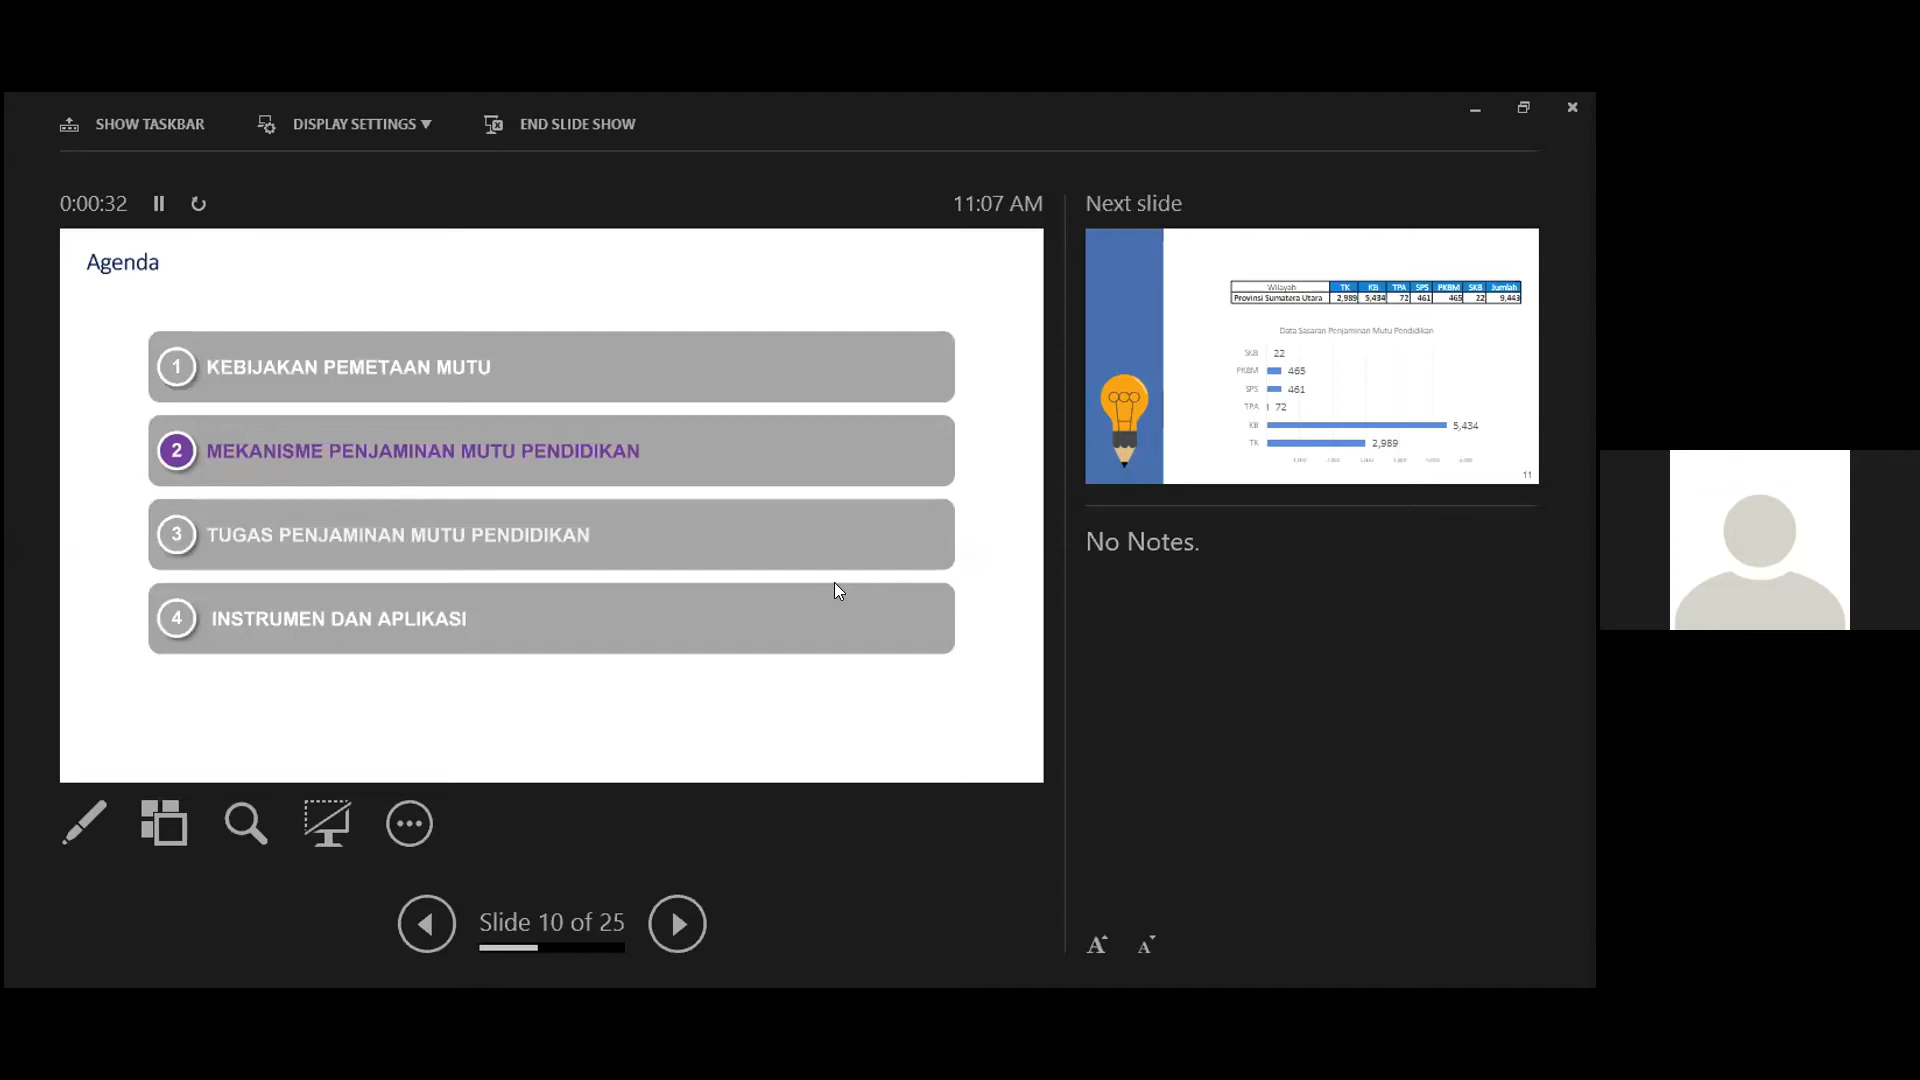 SHOW TASKBAR DISPLAY SETTINGS ▼ END SLIDE SHOW
0:00:32 11:07 AM
Agenda
1 KEBIJAKAN PEMETAAN MUTU
2 MEKANISME PENJAMINAN MUTU PENDIDIKAN
3 TUGAS PENJAMINAN MUTU PENDIDIKAN
4 INSTRUMEN DAN APLIKASI
Slide 10 of 25
Next slide
Wilayah TK KB TPA SPS PKBM SKB Jumlah
Provinsi Sumatera Utara 2,989 5,434 72 461 465 22 9,443
Data Sasaran Penjaminan Mutu Pendidikan
SKB 22
PKBM 465
SPS 461
TPA 72
KB 5,434
TK 2,989
11
No Notes.
A A